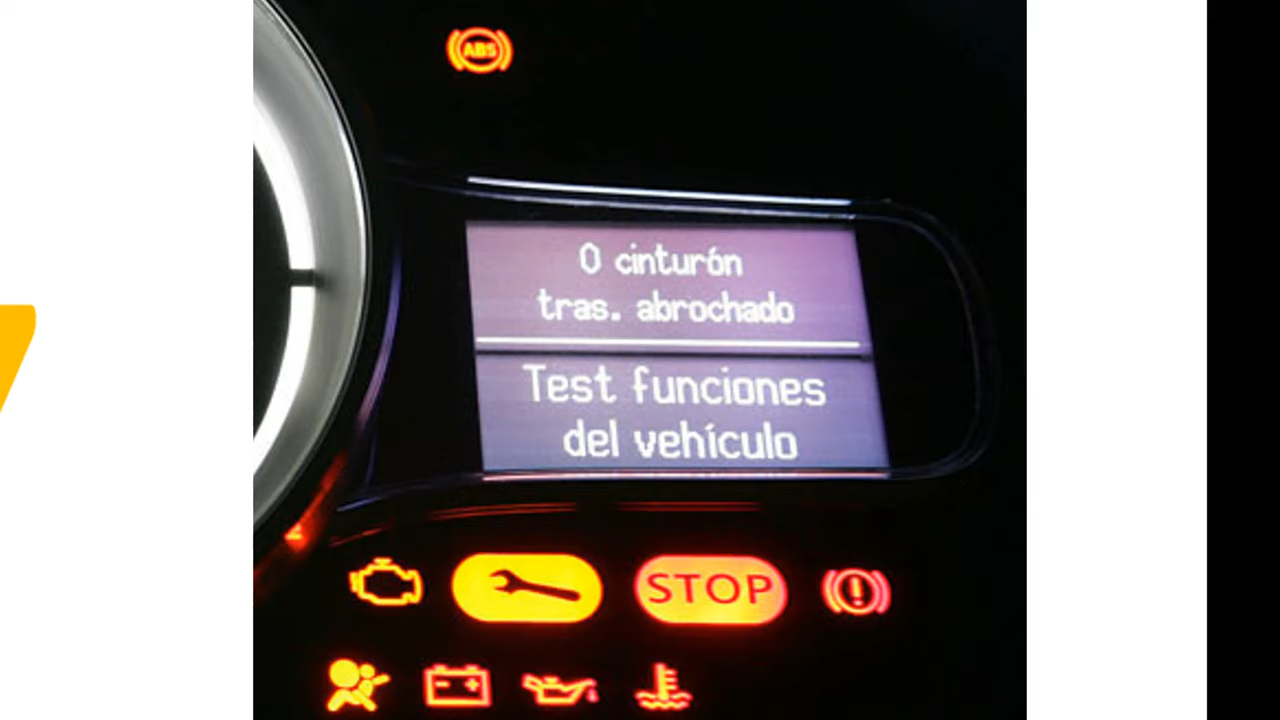 ABS
0 cinturón
tras. abrochado
Test funciones
del vehículo
STOP